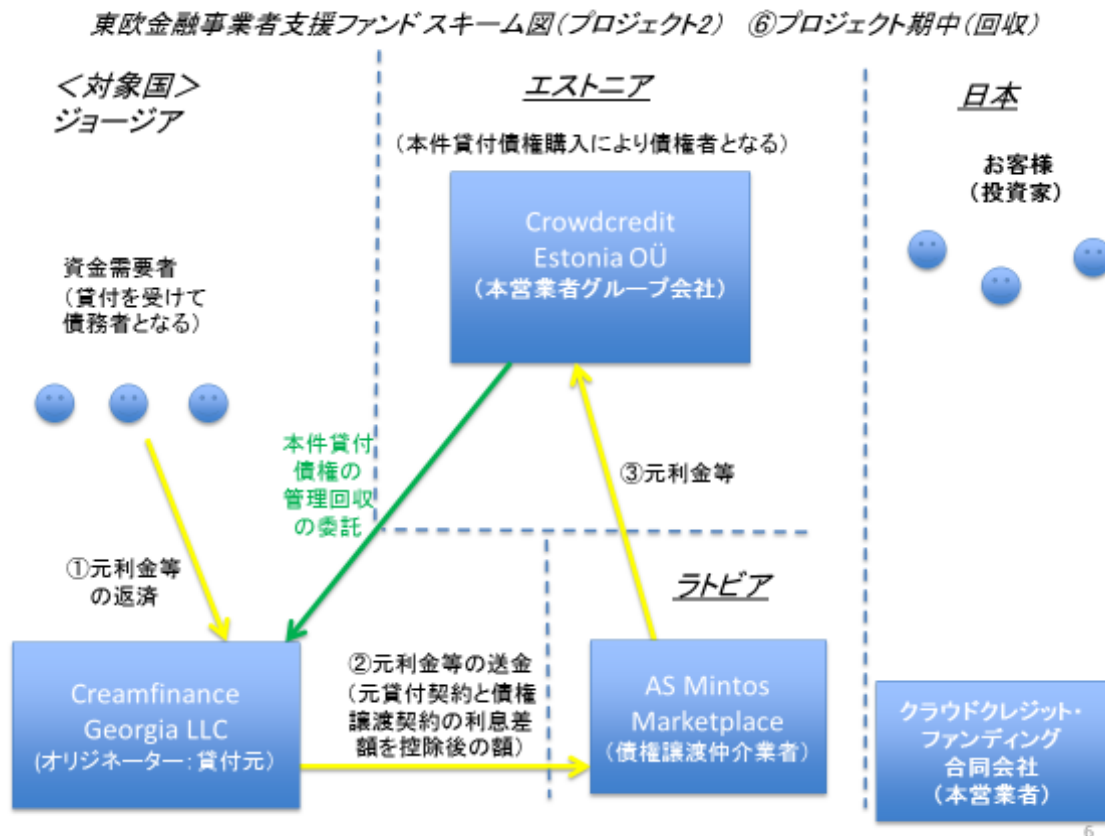 東欧金融事業者支援ファンド スキーム図(プロジェクト2) ⑥プロジェクト期中(回収)
＜対象国＞
ジョージア
エストニア
日本
(本件貸付債権購入により債権者となる)
お客様
(投資家)
Crowdcredit
Estonia OÜ
(本営業者グループ会社)
資金需要者
(貸付を受けて
債務者となる)
本件貸付
債権の
管理回収
の委託
③元利金等
①元利金等
の返済
ラトビア
Creamfinance
Georgia LLC
(オリジネーター:貸付元)
②元利金等の送金
(元貸付契約と債権
譲渡契約の利息差
額を控除後の額)
AS Mintos
Marketplace
(債権譲渡仲介業者)
クラウドクレジット・
ファンディング
合同会社
(本営業者)
6